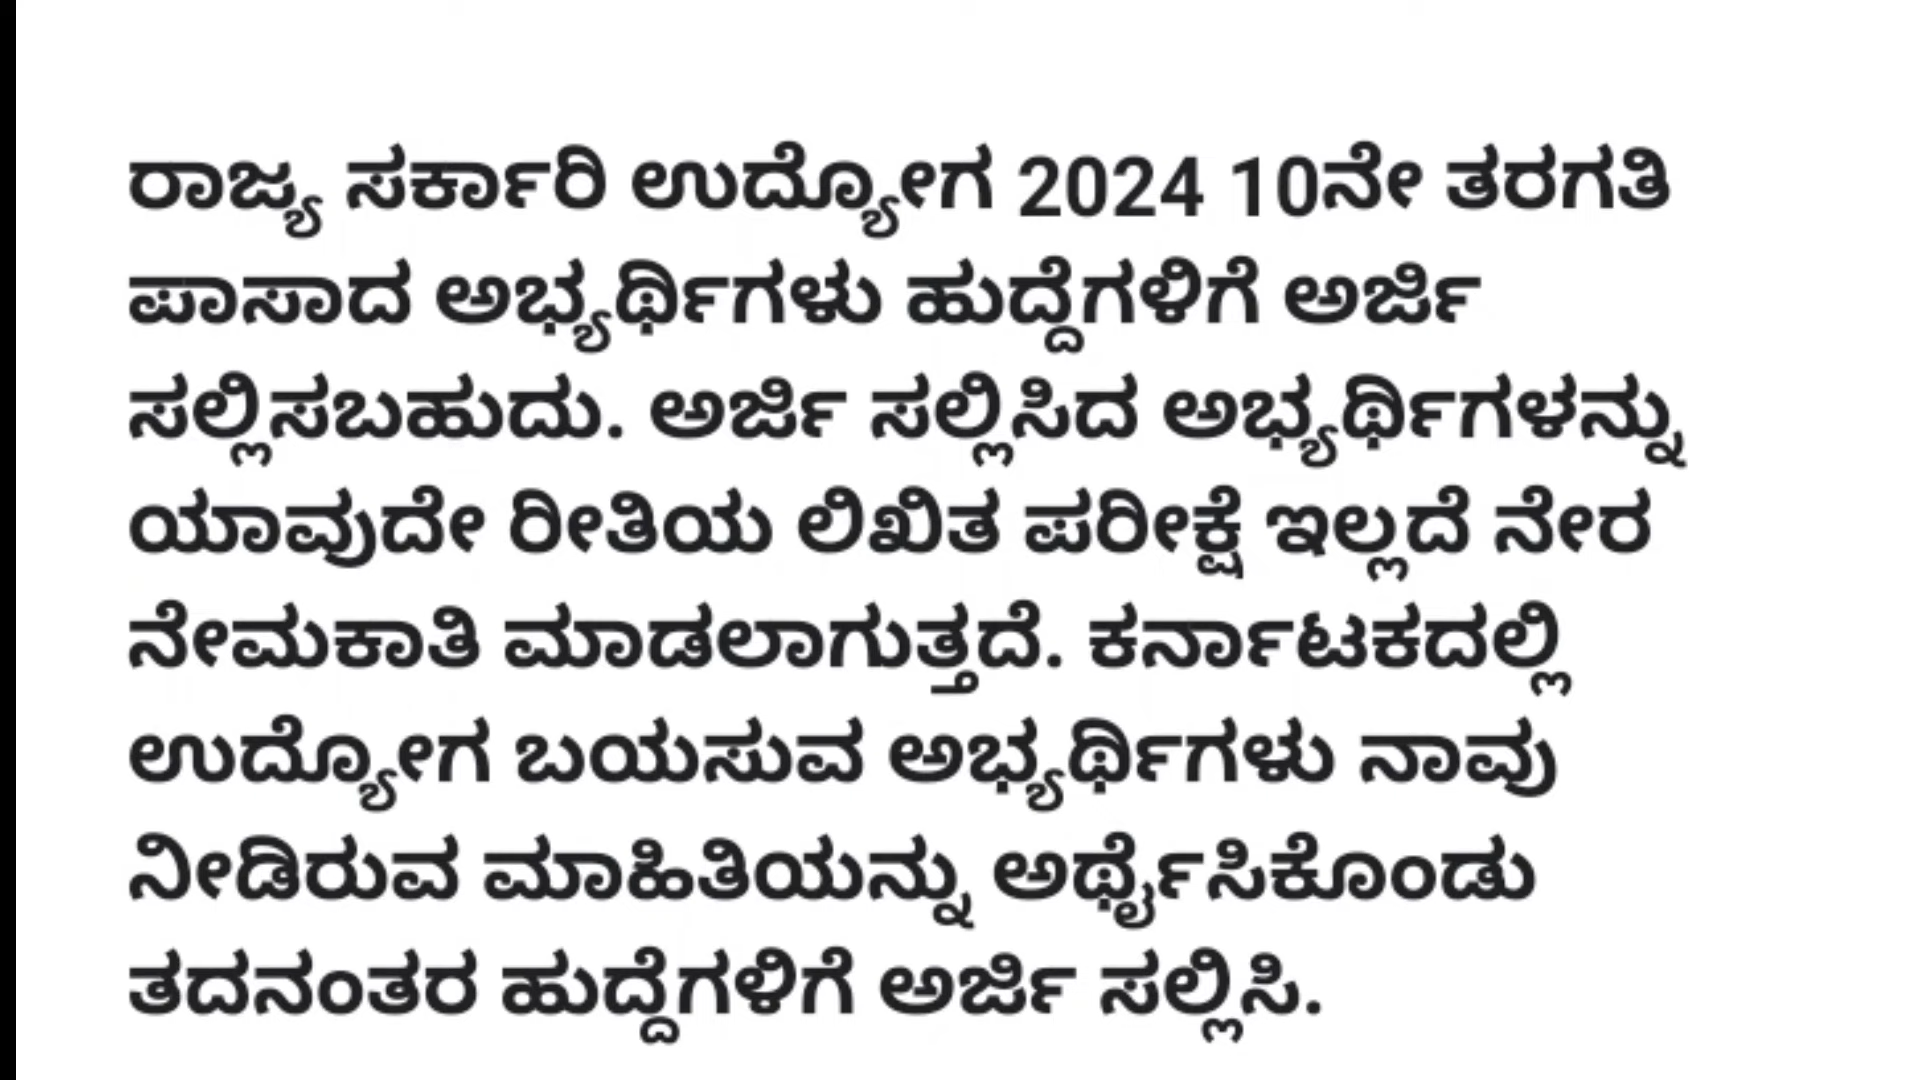 ರಾಜ್ಯ ಸರ್ಕಾರಿ ಉದ್ಯೋಗ 2024 10ನೇ ತರಗತಿ
ಪಾಸಾದ ಅಭ್ಯರ್ಥಿಗಳು ಹುದ್ದೆಗಳಿಗೆ ಅರ್ಜಿ
ಸಲ್ಲಿಸಬಹುದು. ಅರ್ಜಿ ಸಲ್ಲಿಸಿದ ಅಭ್ಯರ್ಥಿಗಳನ್ನು
ಯಾವುದೇ ರೀತಿಯ ಲಿಖಿತ ಪರೀಕ್ಷೆ ಇಲ್ಲದೆ ನೇರ
ನೇಮಕಾತಿ ಮಾಡಲಾಗುತ್ತದೆ. ಕರ್ನಾಟಕದಲ್ಲಿ
ಉದ್ಯೋಗ ಬಯಸುವ ಅಭ್ಯರ್ಥಿಗಳು ನಾವು
ನೀಡಿರುವ ಮಾಹಿತಿಯನ್ನು ಅರ್ಥೈಸಿಕೊಂಡು
ತದನಂತರ ಹುದ್ದೆಗಳಿಗೆ ಅರ್ಜಿ ಸಲ್ಲಿಸಿ.